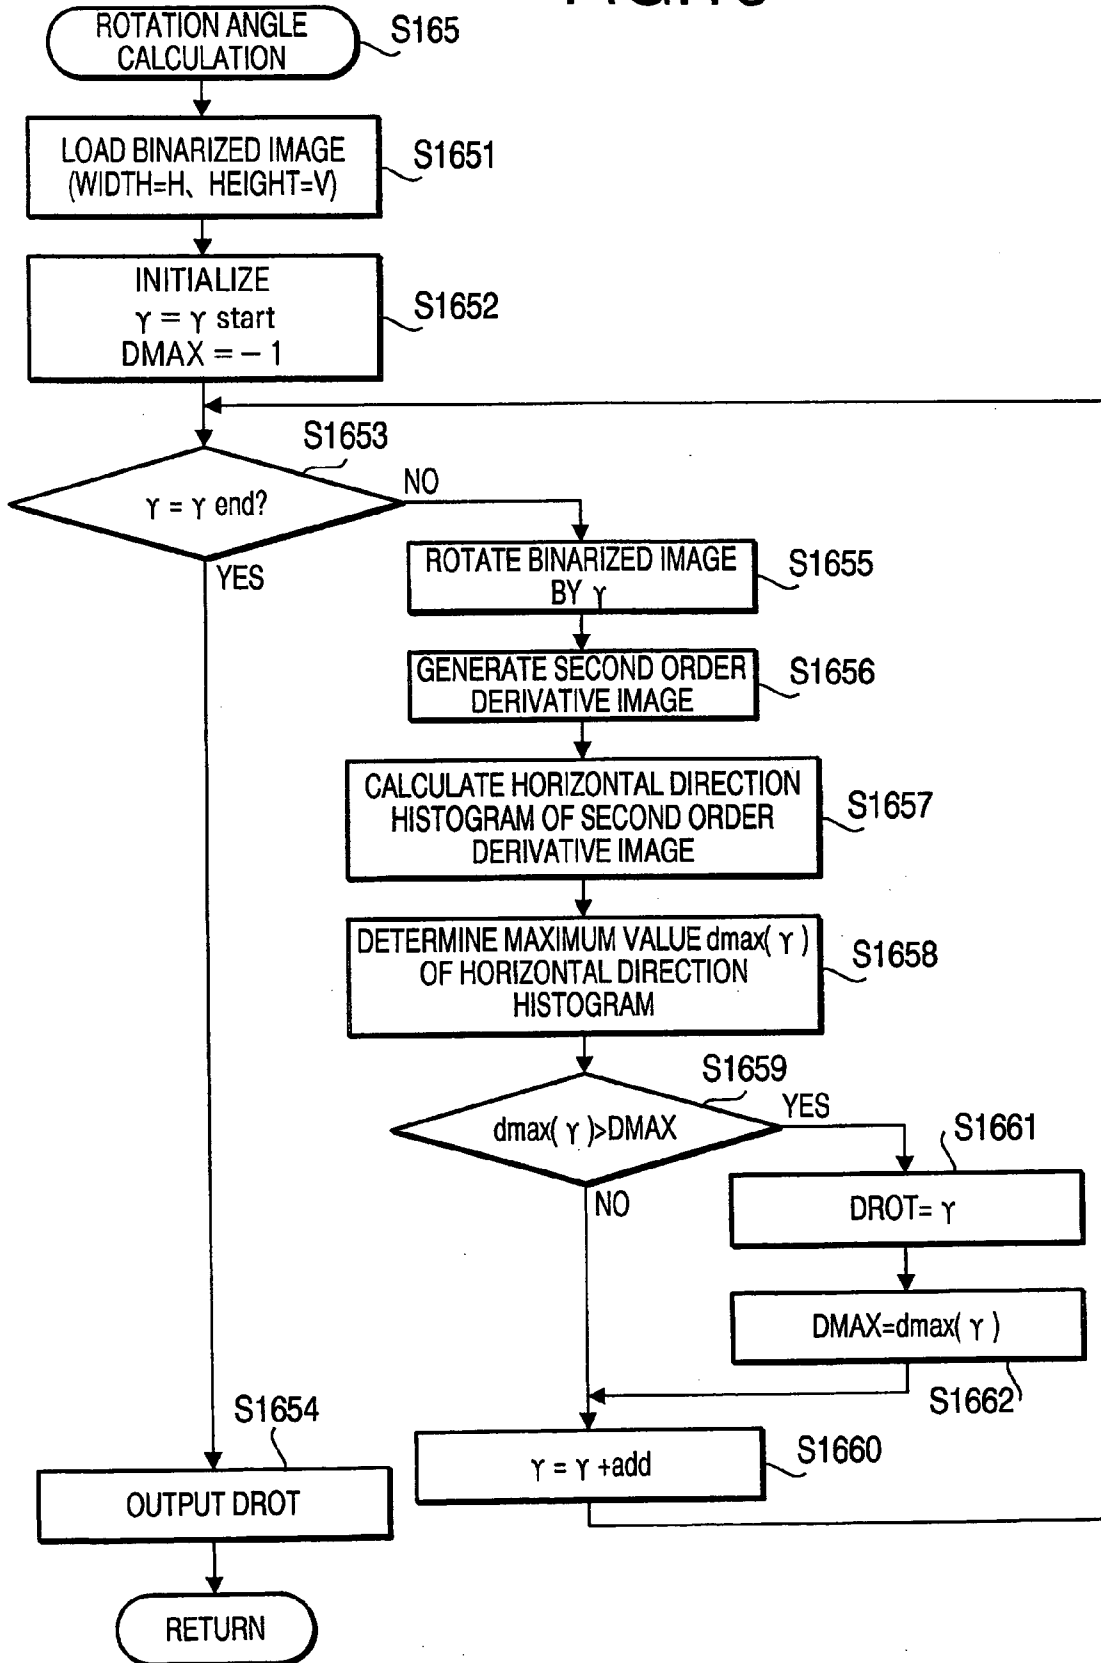 ROTATION ANGLE
CALCULATION
S165
LOAD BINARIZED IMAGE
(WIDTH=H、HEIGHT=V)
S1651
INITIALIZE
γ = γ start
DMAX = − 1
S1652
S1653
γ = γ end?
NO
YES
ROTATE BINARIZED IMAGE
BY γ
S1655
GENERATE SECOND ORDER
DERIVATIVE IMAGE
S1656
CALCULATE HORIZONTAL DIRECTION
HISTOGRAM OF SECOND ORDER
DERIVATIVE IMAGE
S1657
DETERMINE MAXIMUM VALUE dmax( γ )
OF HORIZONTAL DIRECTION
HISTOGRAM
S1658
S1659
dmax( γ )>DMAX
YES
NO
S1661
DROT= γ
DMAX=dmax( γ )
S1662
S1654
OUTPUT DROT
γ = γ +add
S1660
RETURN